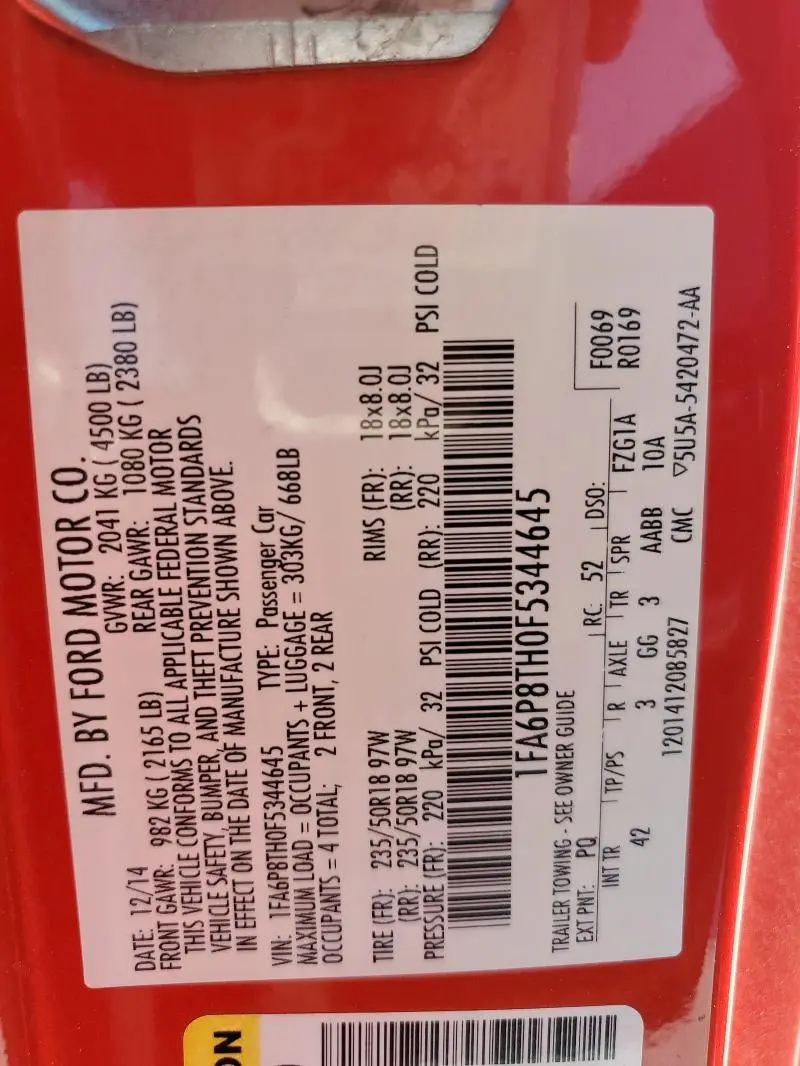 MFD. BY FORD MOTOR CO.
DATE: 12/14 GVWR: 2041 KG ( 4500 LB)
FRONT GAWR: 982 KG ( 2165 LB) REAR GAWR: 1080 KG ( 2380 LB)
THIS VEHICLE CONFORMS TO ALL APPLICABLE FEDERAL MOTOR
VEHICLE SAFETY, BUMPER, AND THEFT PREVENTION STANDARDS
IN EFFECT ON THE DATE OF MANUFACTURE SHOWN ABOVE.
VIN: 1FA6P8TH0F5344645 TYPE: Passenger Car
MAXIMUM LOAD = OCCUPANTS + LUGGAGE = 303KG/ 668LB
OCCUPANTS = 4 TOTAL; 2 FRONT, 2 REAR
TIRE (FR): 235/50R18 97W RIMS (FR): 18x8.0J
(RR): 235/50R18 97W (RR): 18x8.0J
PRESSURE (FR): 220 kPa/ 32 PSI COLD (RR): 220 kPa/ 32 PSI COLD
1FA6P8TH0F5344645
TRAILER TOWING - SEE OWNER GUIDE
EXT PNT: PQ RC: 52 DSO: F0069
R0169
INT TR TP/PS R AXLE TR SPR FZG1A
42 3 GG 3 AABB 10A
1201412085827 CMC ▽5U5A-5420472-AA
ON